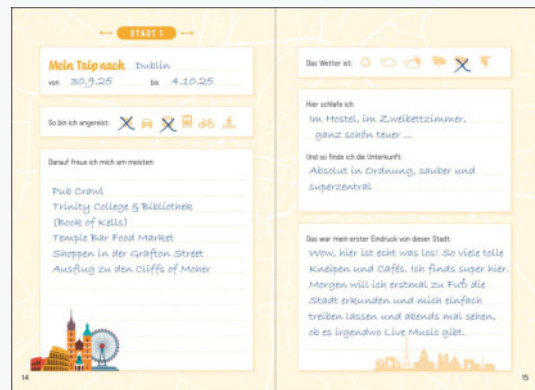 STADT 1
Mein Trip nach Dublin
von 30.9.25 bis 4.10.25
So bin ich angereist:
Darauf freue ich mich am meisten:
Pub Crawl
Trinity College & Bibliothek
(Book of Kells)
Temple Bar Food Market
Shoppen in der Grafton Street
Ausflug zu den Cliffs of Moher
14
Das Wetter ist:
Hier schlafe ich:
Im Hostel, im Zweibettzimmer,
ganz schön teuer ...
Und so finde ich die Unterkunft:
Absolut in Ordnung, sauber und
superzentral
Das war mein erster Eindruck von dieser Stadt:
Wow, hier ist echt was los! So viele tolle
Kneipen und Cafés. Ich finds super hier.
Morgen will ich erstmal zu Fuß die
Stadt erkunden und mich einfach
treiben lassen und abends mal sehen,
ob es irgendwo Live Music gibt.
15